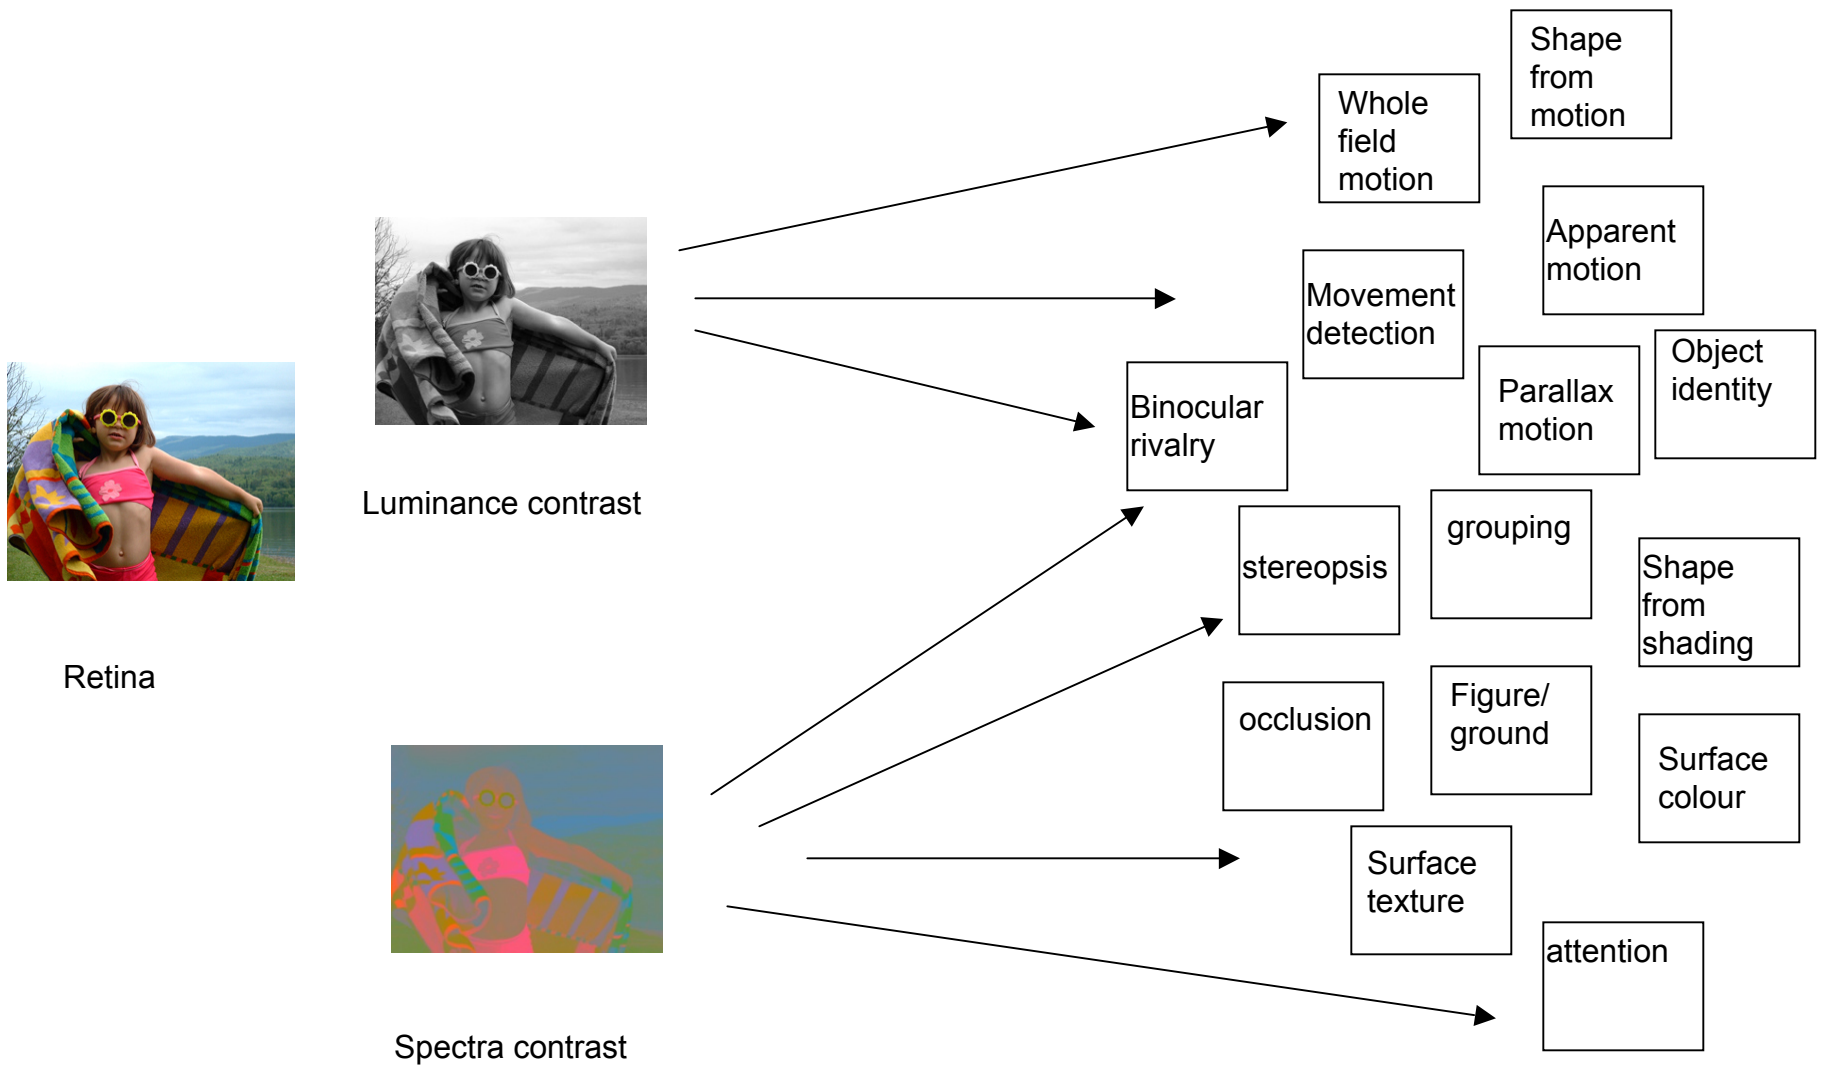 Retina
Luminance contrast
Spectra contrast
Shape
from
motion
Whole
field
motion
Apparent
motion
Movement
detection
Object
identity
Parallax
motion
Binocular
rivalry
grouping
stereopsis
Shape
from
shading
Figure/
ground
occlusion
Surface
colour
Surface
texture
attention